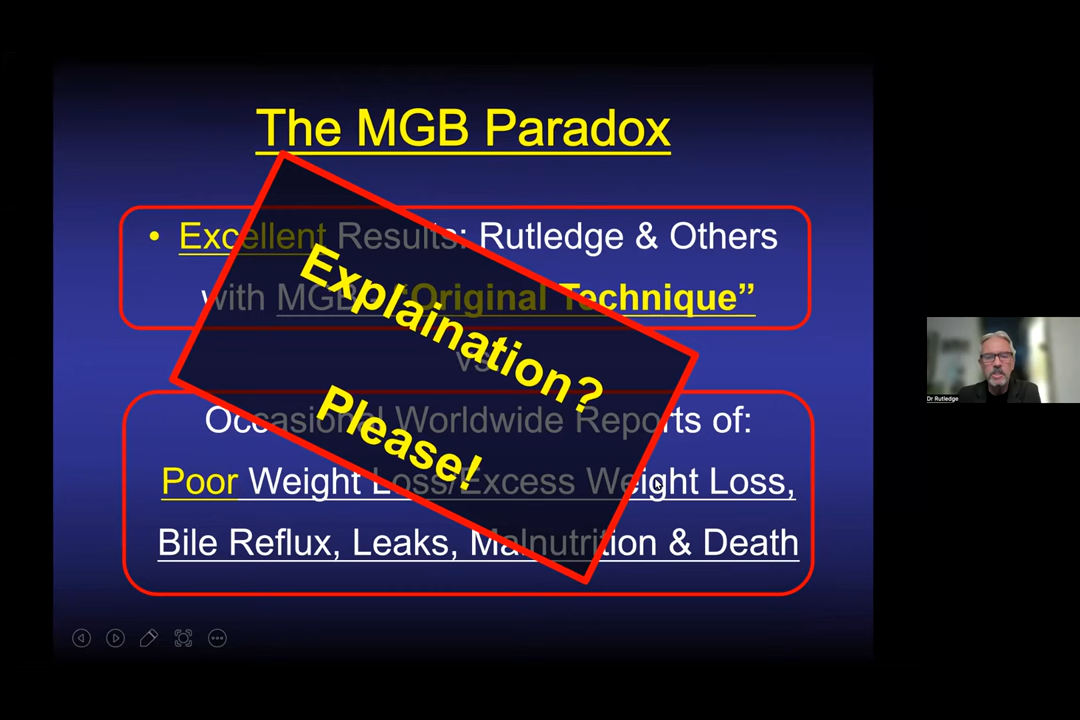 The MGB Paradox
• Excellent Results: Rutledge & Others
with MGB "Original Technique”
vs
Occasional Worldwide Reports of:
Poor Weight Loss/Excess Weight Loss,
Bile Reflux, Leaks, Malnutrition & Death
Explaination?
Please!
Dr Rutledge